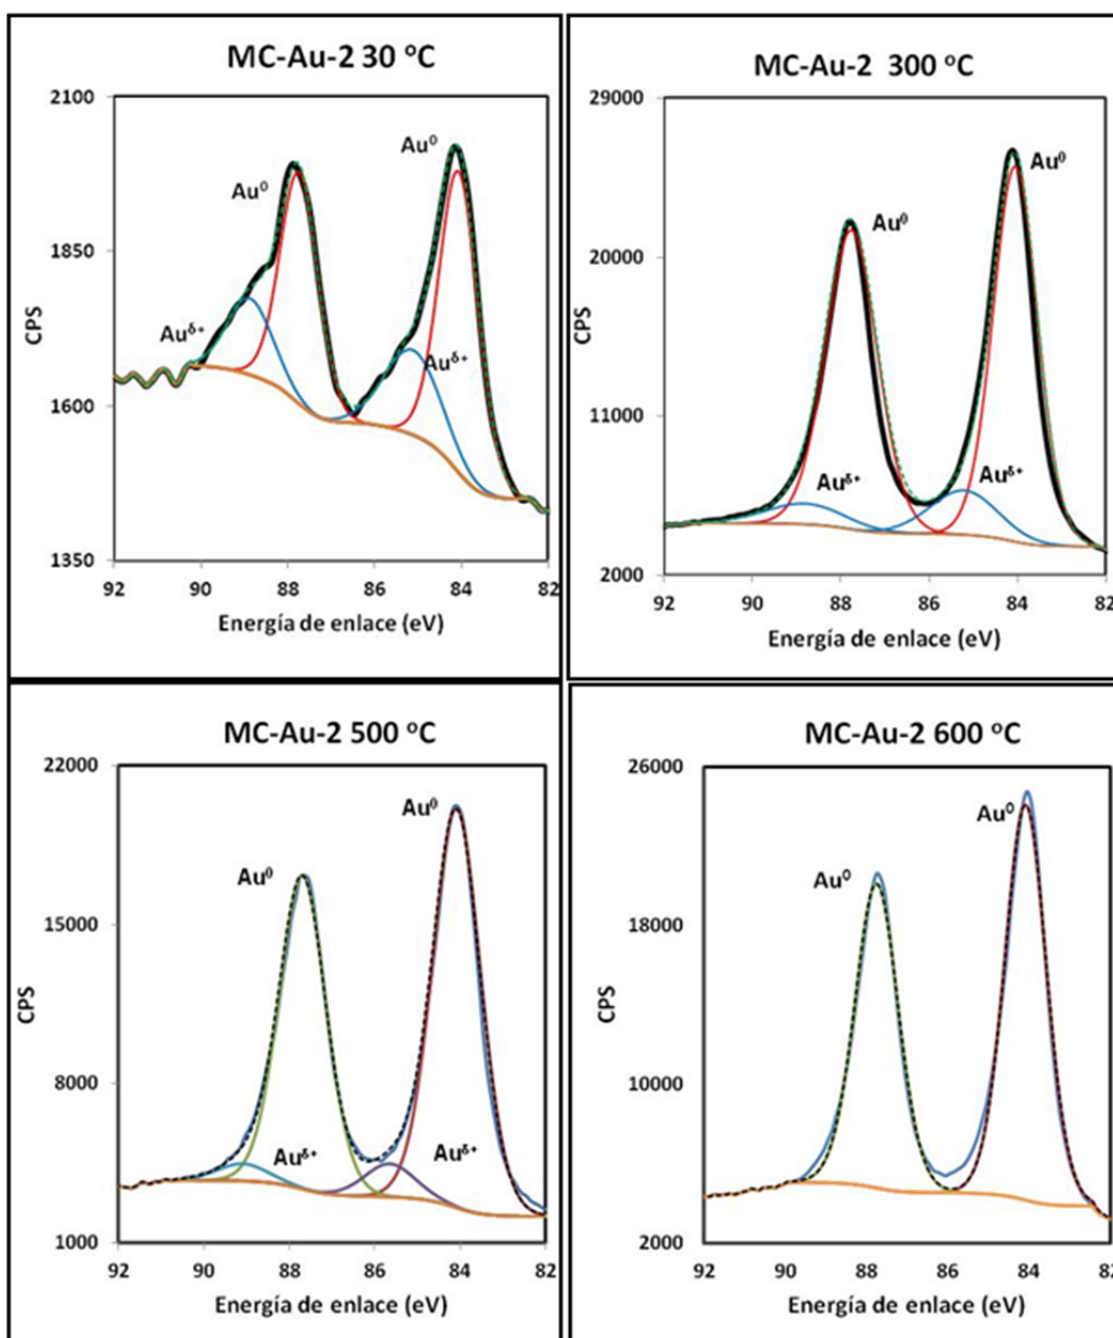 MC-Au-2 30 °C
2100
1850
1600
1350
CPS
Au⁰
Au⁰
Auᵟ⁺
Auᵟ⁺
92 90 88 86 84 82
Energía de enlace (eV)
MC-Au-2 300 °C
29000
20000
11000
2000
CPS
Au⁰
Au⁰
Auᵟ⁺
Auᵟ⁺
92 90 88 86 84 82
Energía de enlace (eV)
MC-Au-2 500 °C
22000
15000
8000
1000
CPS
Au⁰
Au⁰
Auᵟ⁺
Auᵟ⁺
92 90 88 86 84 82
Energía de enlace (eV)
MC-Au-2 600 °C
26000
18000
10000
2000
CPS
Au⁰
Au⁰
92 90 88 86 84 82
Energía de enlace (eV)